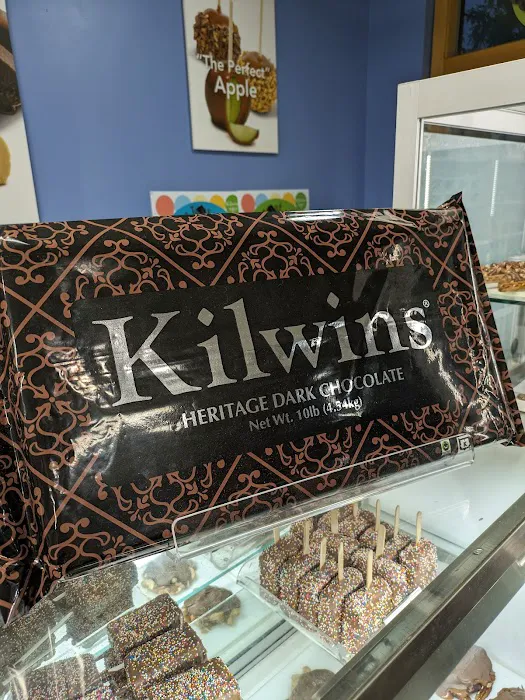 "The Perfect"
Apple
Kilwins®
HERITAGE DARK CHOCOLATE
Net Wt. 10lb (4.54kg)